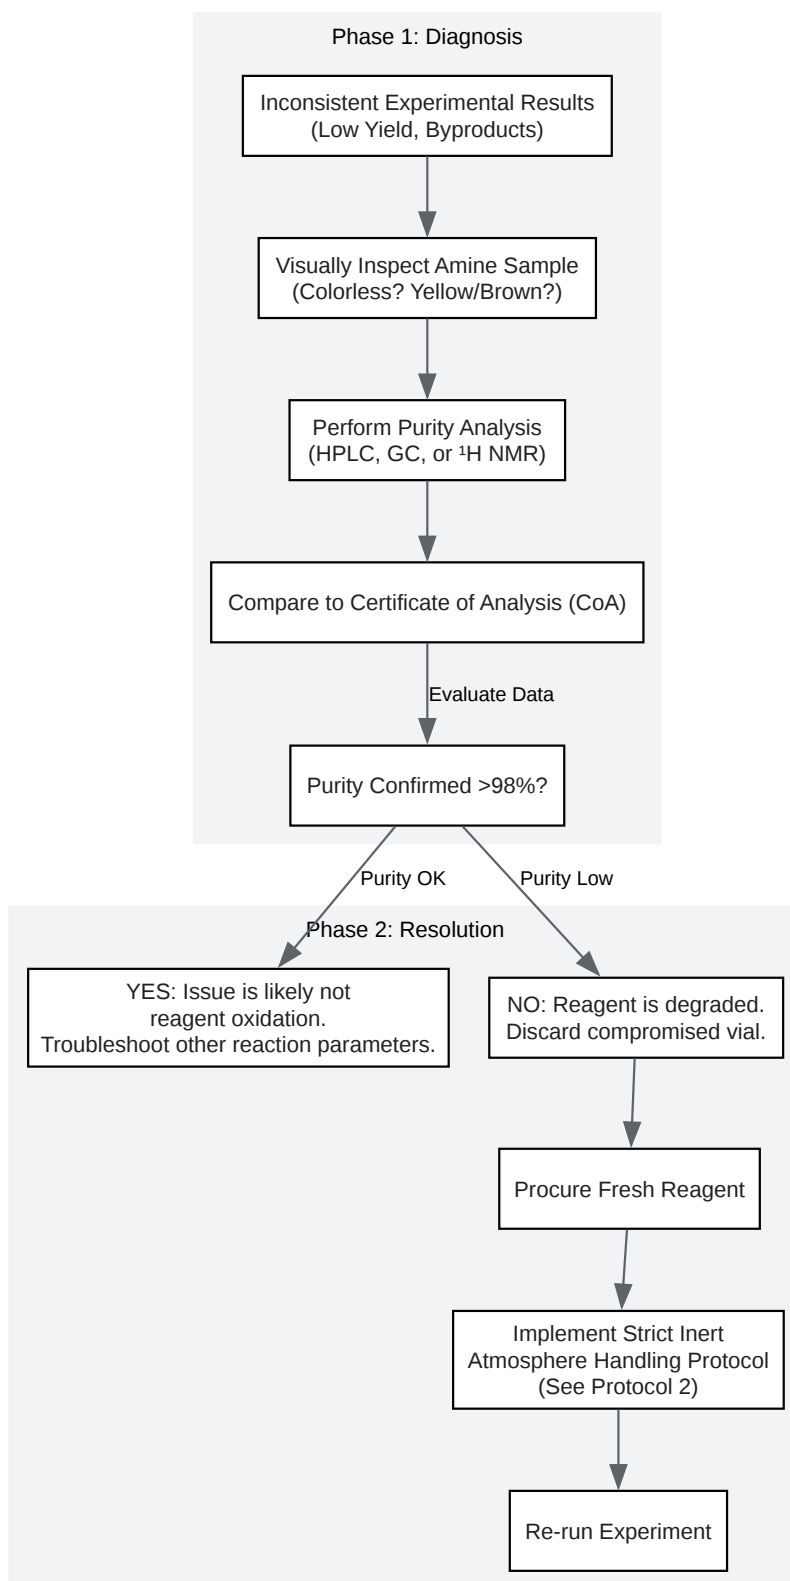 Phase 1: Diagnosis
Inconsistent Experimental Results
(Low Yield, Byproducts)
Visually Inspect Amine Sample
(Colorless? Yellow/Brown?)
Perform Purity Analysis
(HPLC, GC, or ¹H NMR)
Compare to Certificate of Analysis (CoA)
Evaluate Data
Purity Confirmed >98%?
Purity OK
Purity Low
Phase 2: Resolution
YES: Issue is likely not
reagent oxidation.
Troubleshoot other reaction parameters.
NO: Reagent is degraded.
Discard compromised vial.
Procure Fresh Reagent
Implement Strict Inert
Atmosphere Handling Protocol
(See Protocol 2)
Re-run Experiment